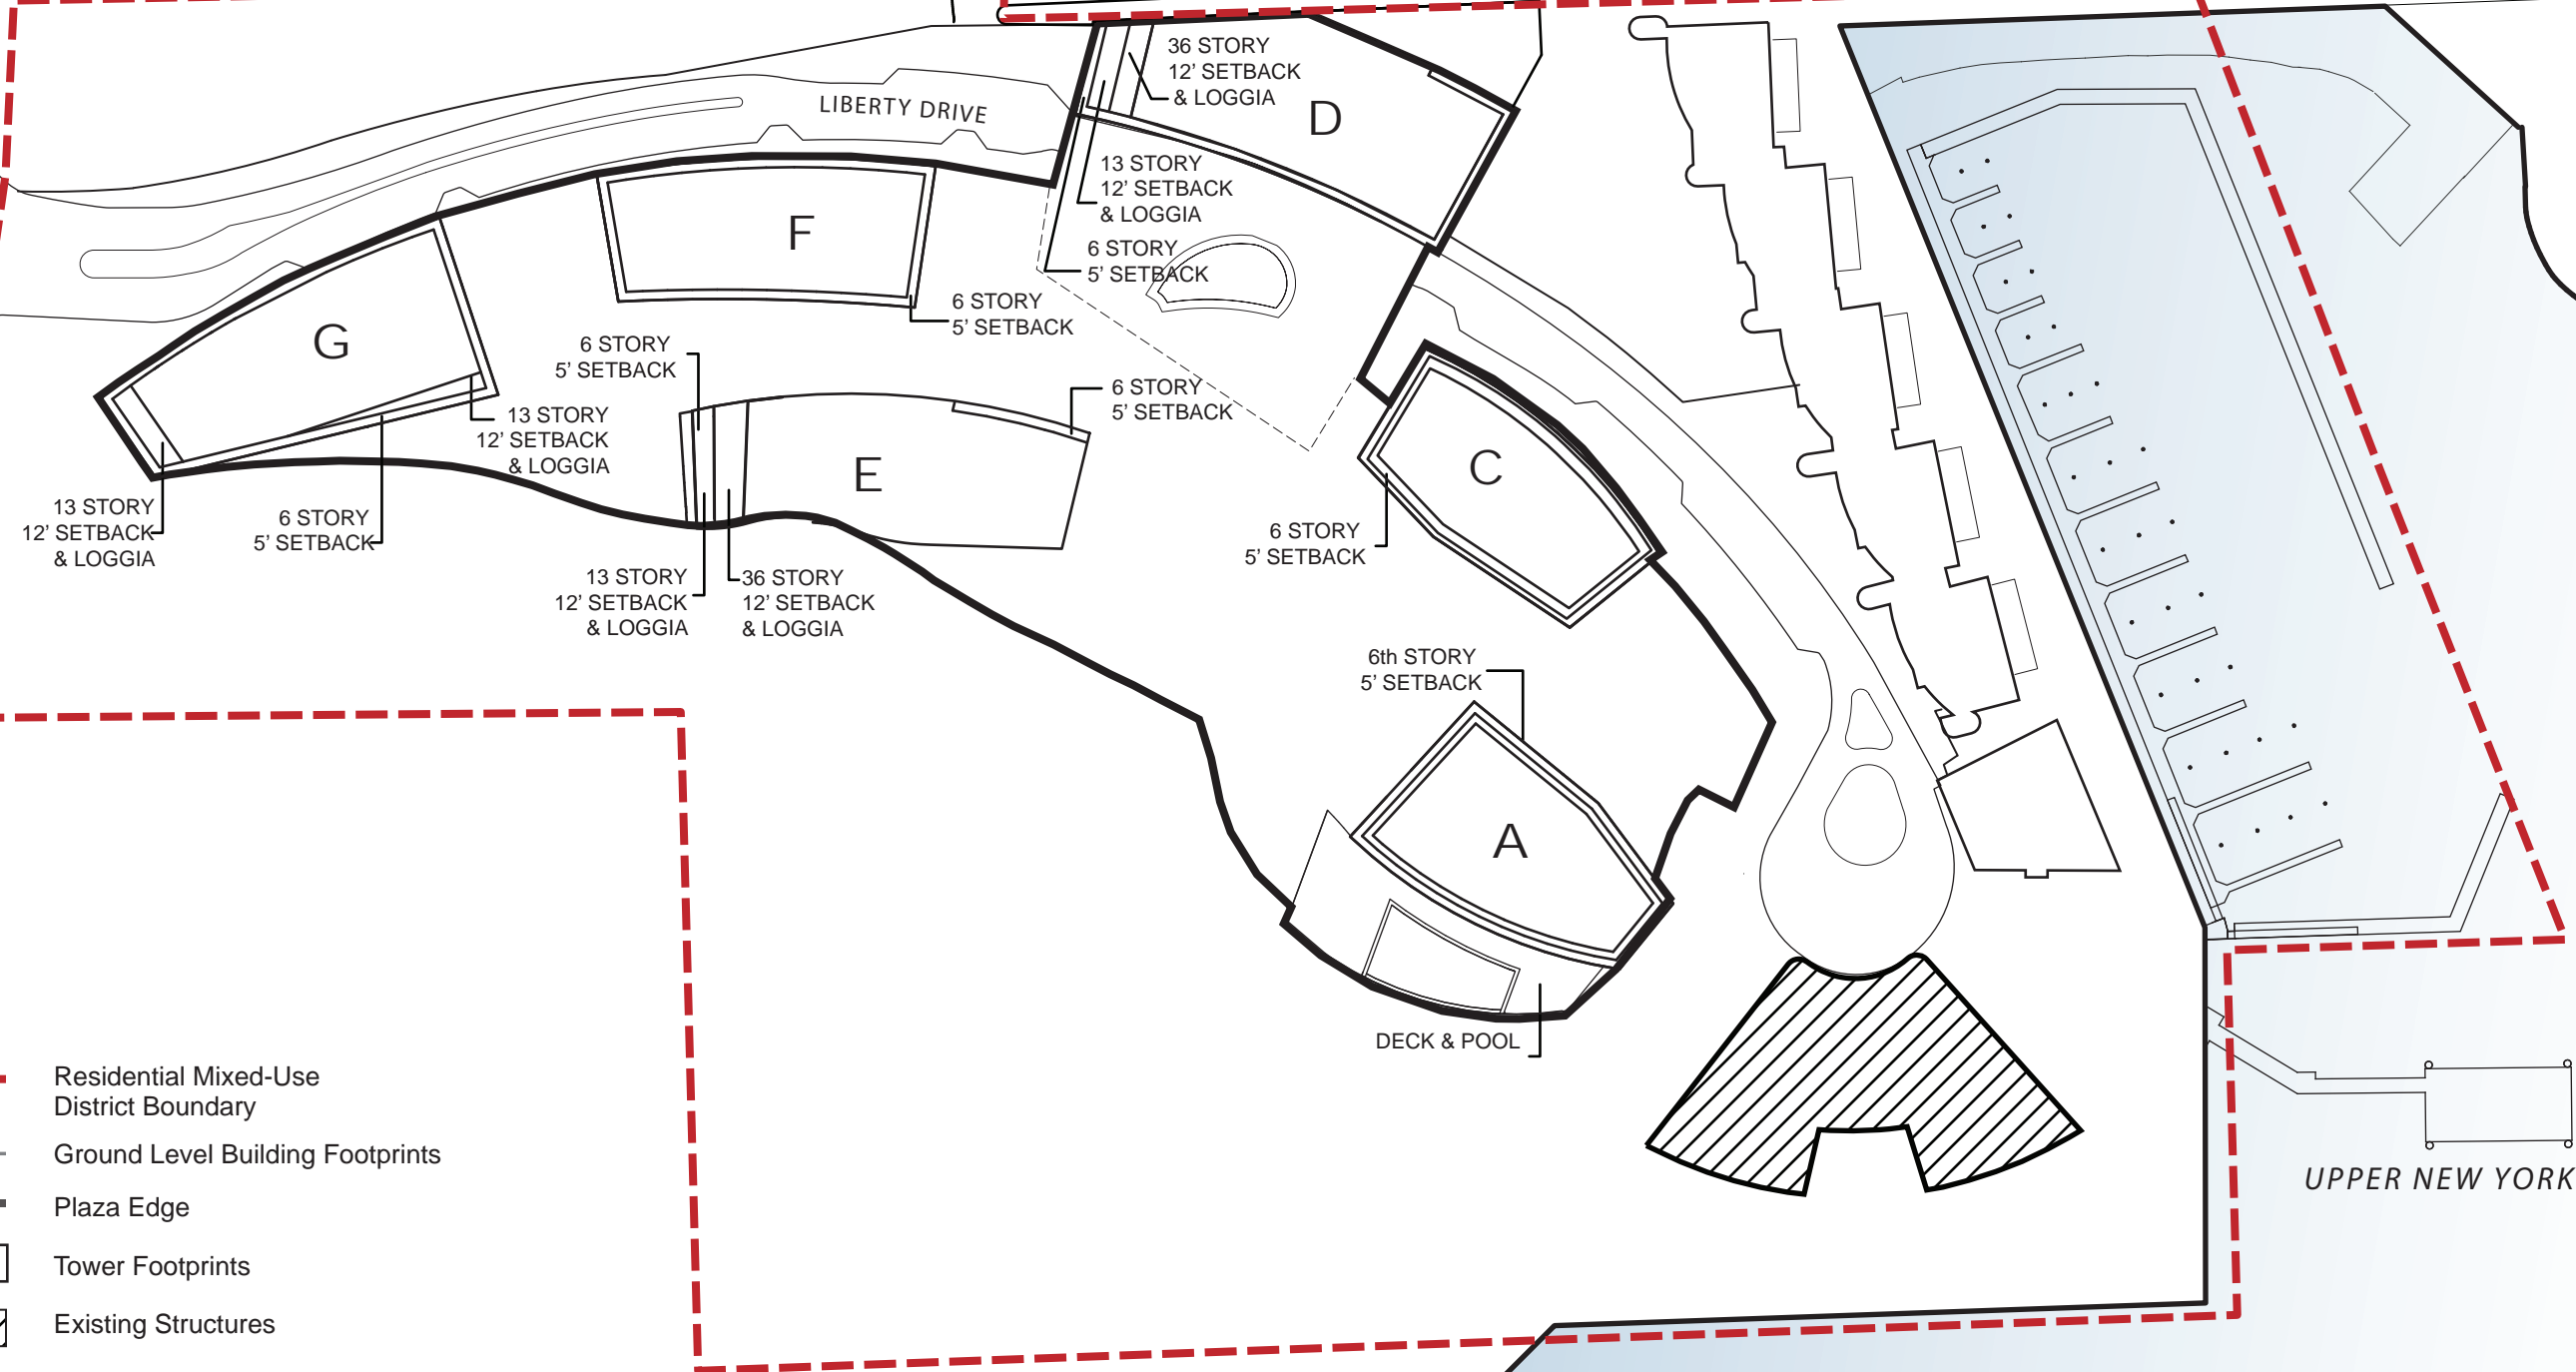 36 STORY
12' SETBACK
& LOGGIA
D
LIBERTY DRIVE
13 STORY
12' SETBACK
& LOGGIA
F
6 STORY
5' SETBACK
6 STORY
5' SETBACK
G
6 STORY
5' SETBACK
6 STORY
5' SETBACK
13 STORY
12' SETBACK
& LOGGIA
E
C
13 STORY
12' SETBACK
& LOGGIA
6 STORY
5' SETBACK
6 STORY
5' SETBACK
13 STORY
12' SETBACK
& LOGGIA
36 STORY
12' SETBACK
& LOGGIA
6th STORY
5' SETBACK
A
DECK & POOL
Residential Mixed-Use
District Boundary
Ground Level Building Footprints
Plaza Edge
Tower Footprints
Existing Structures
UPPER NEW YORK